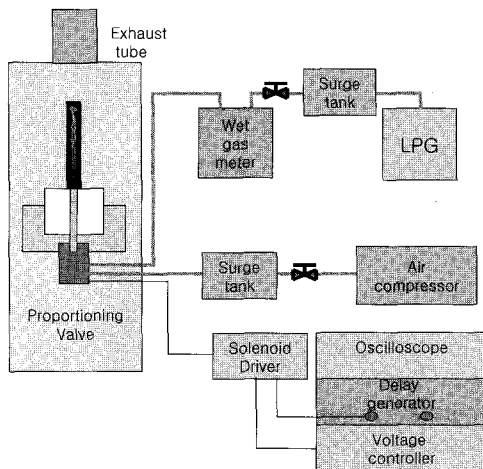 Exhaust
tube
Surge
tank
Wet
gas
meter
LPG
Surge
tank
Air
compressor
Proportioning
Valve
Solenoid
Driver
Oscilloscope
Delay
generator
Voltage
controller